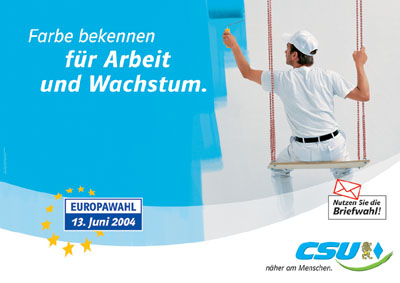 Farbe bekennen
für Arbeit
und Wachstum.
EUROPAWAHL
13. Juni 2004
Nutzen Sie die
Briefwahl!
CSU
näher am Menschen.